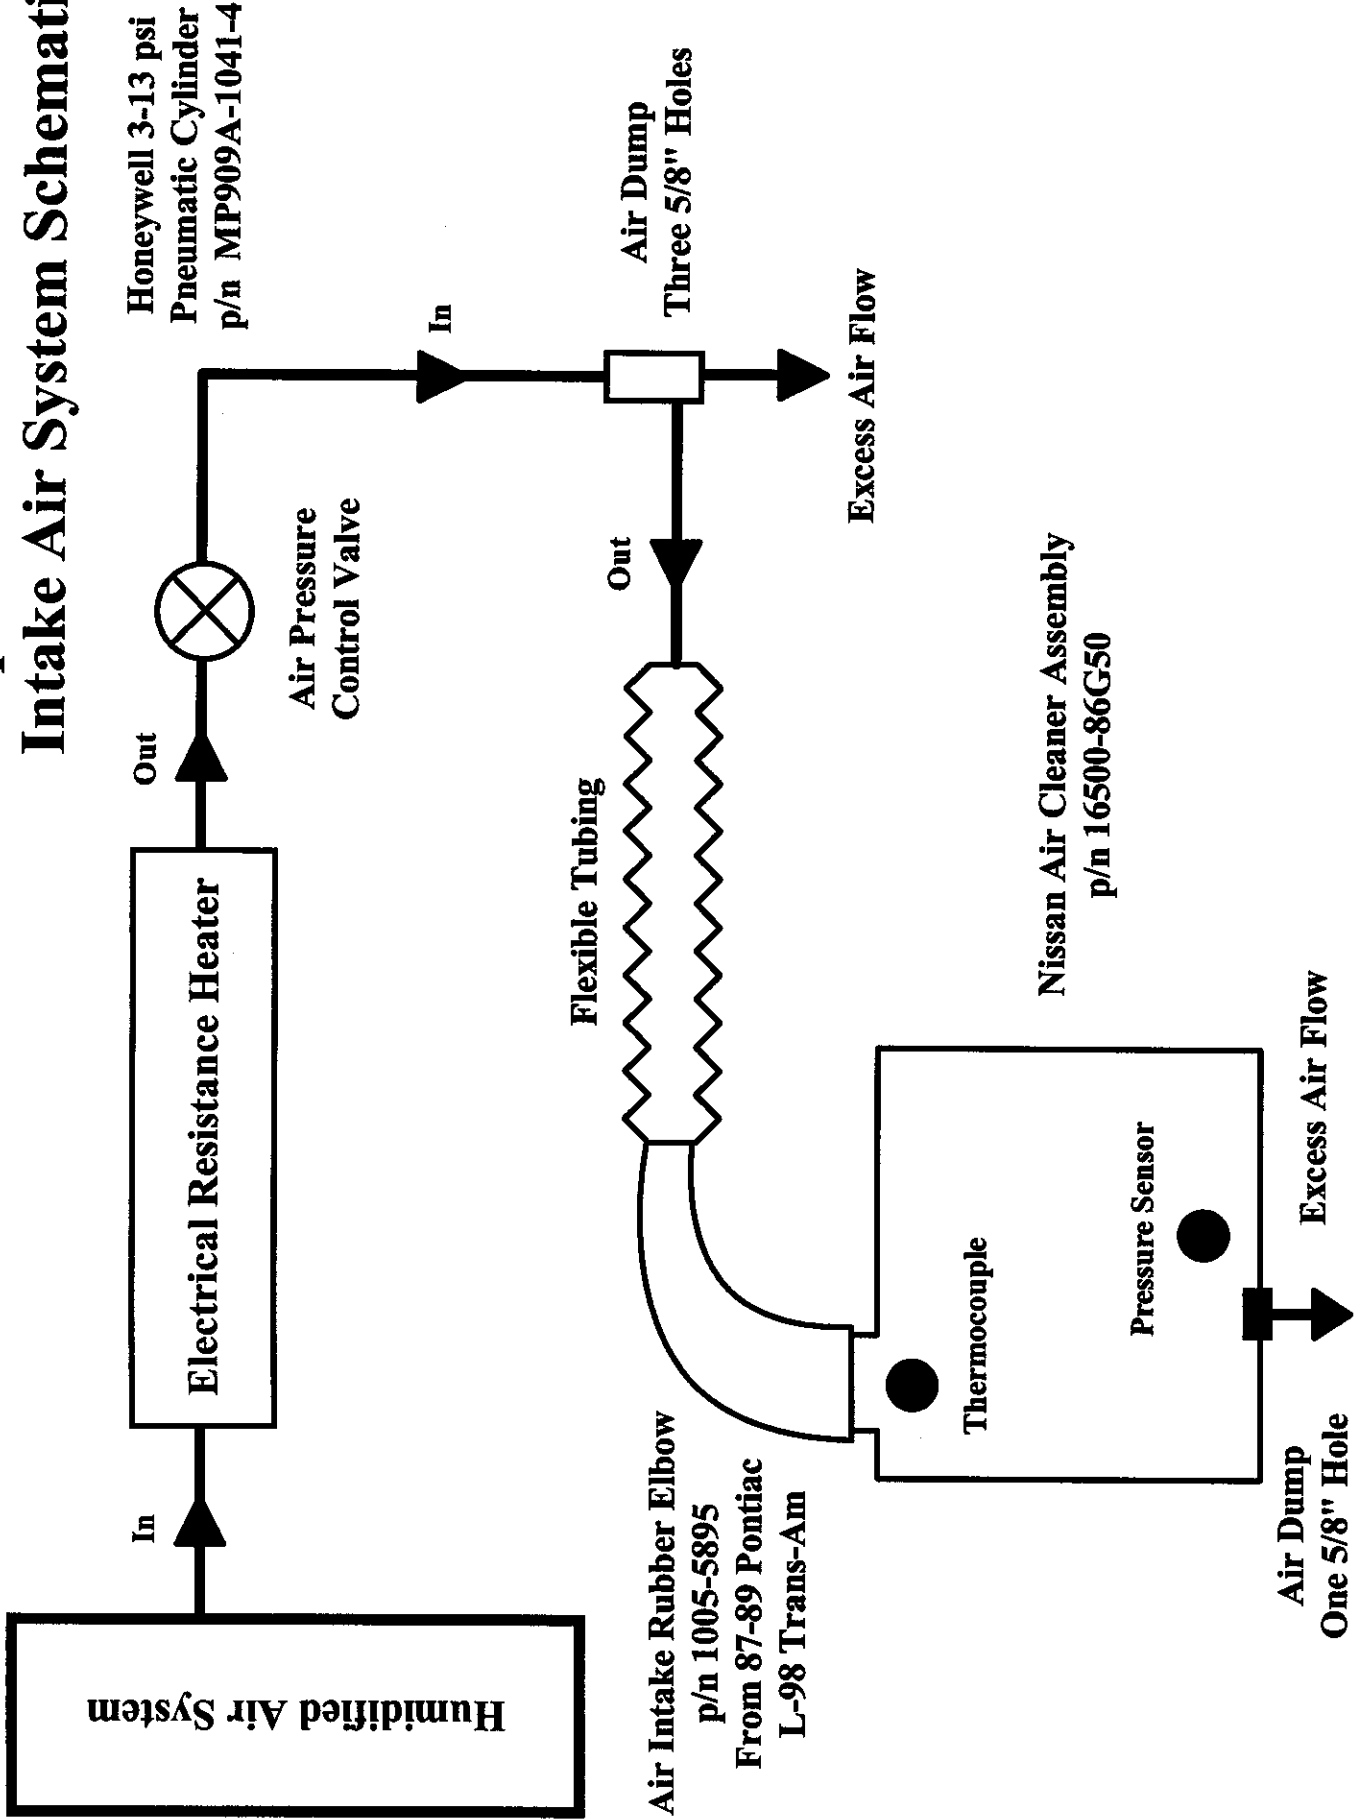 Intake Air System Schemati
Honeywell 3-13 psi
Pneumatic Cylinder
p/n MP909A-1041-4
Humidified Air System
In
Electrical Resistance Heater
Out
Air Pressure
Control Valve
In
Air Dump
Three 5/8" Holes
Excess Air Flow
Out
Flexible Tubing
Air Intake Rubber Elbow
p/n 1005-5895
From 87-89 Pontiac
L-98 Trans-Am
Thermocouple
Pressure Sensor
Nissan Air Cleaner Assembly
p/n 16500-86G50
Air Dump
One 5/8" Hole
Excess Air Flow